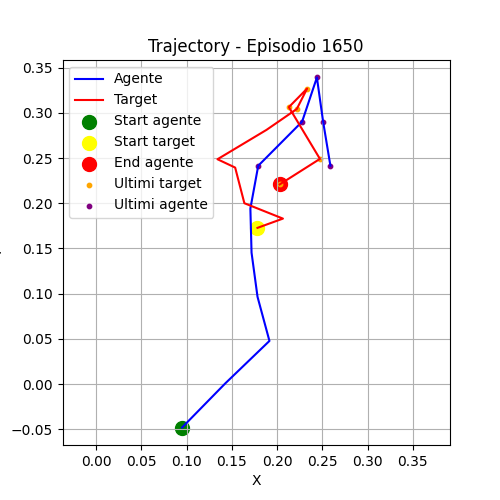 Trajectory - Episodio 1650
0.35
0.30
0.25
0.20
0.15
0.10
0.05
0.00
−0.05
Agente
Target
Start agente
Start target
End agente
Ultimi target
Ultimi agente
0.00 0.05 0.10 0.15 0.20 0.25 0.30 0.35
X